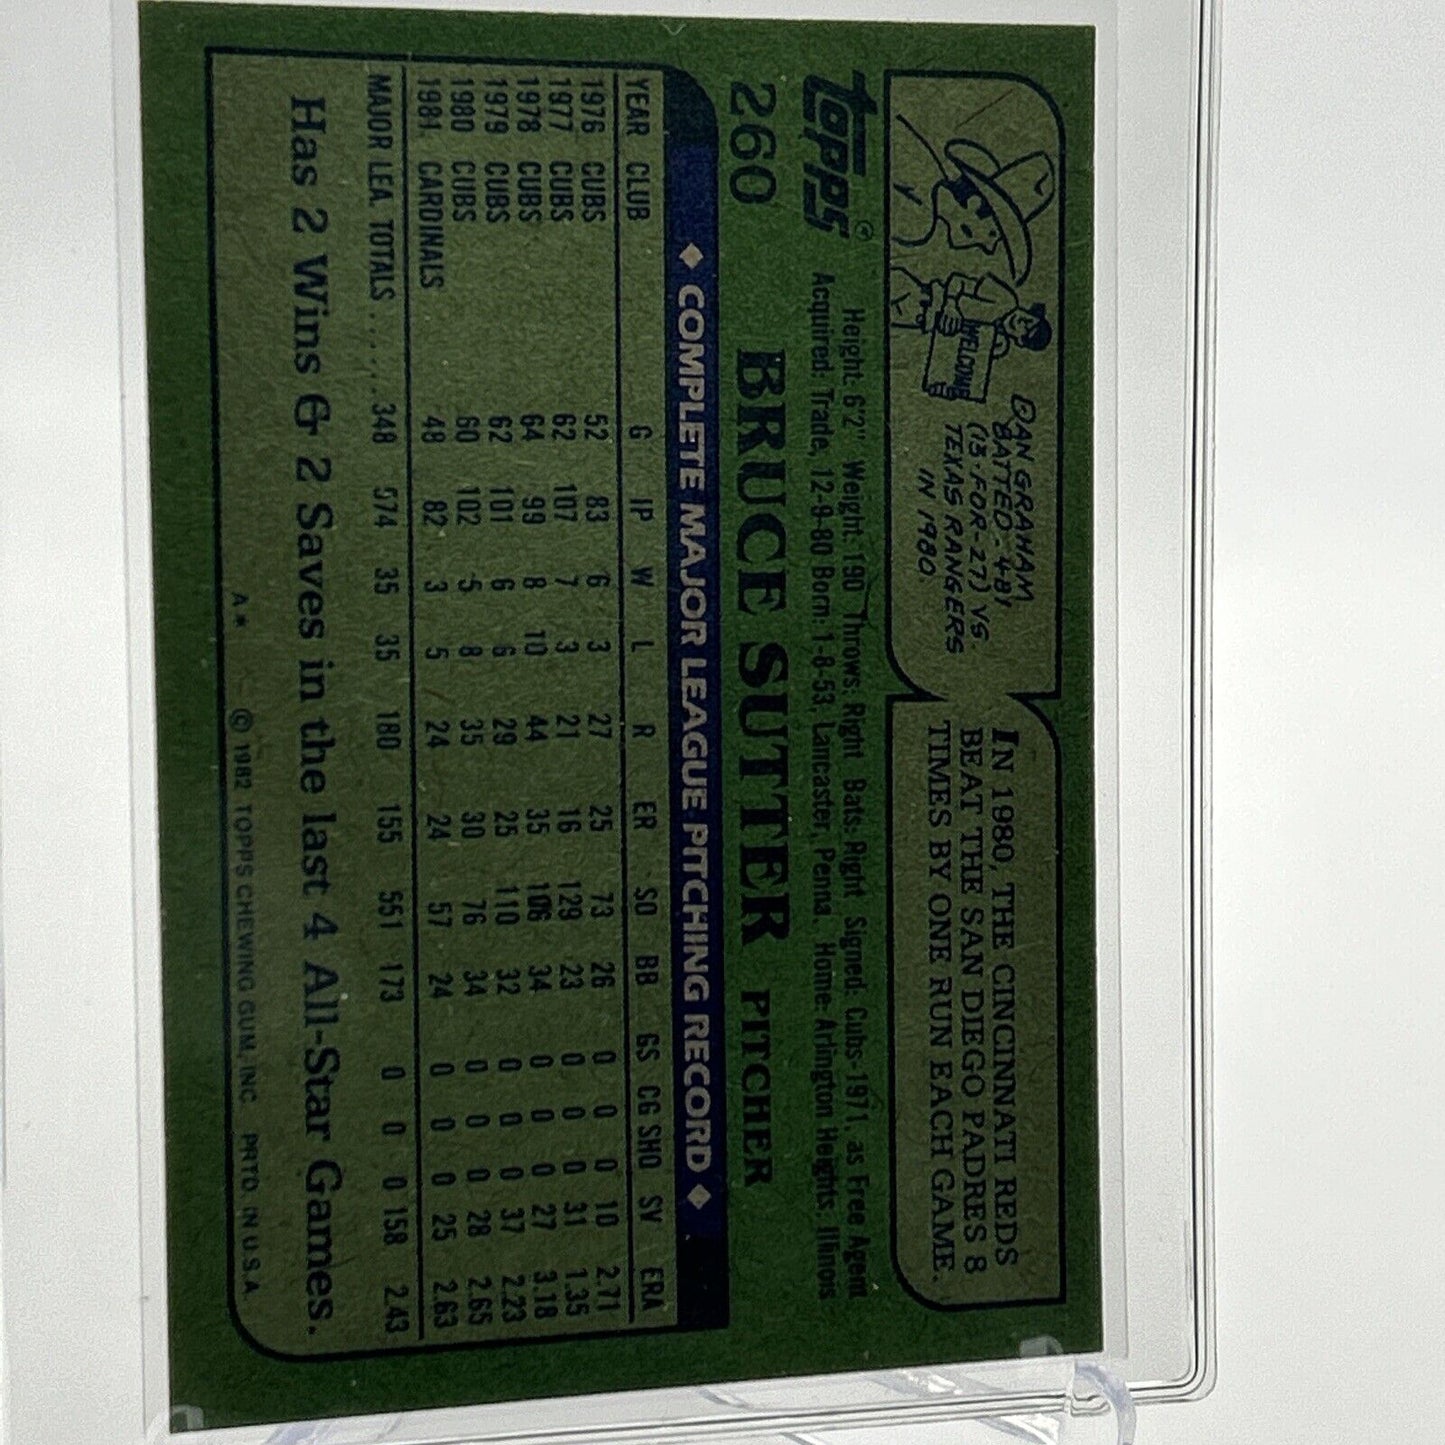 WELCOME
DAN GRAHAM
BATTED .481
(13-FOR-27) VS.
TEXAS RANGERS
IN 1980.
IN 1980, THE CINCINNATI REDS
BEAT THE SAN DIEGO PADRES 8
TIMES BY ONE RUN EACH GAME.
TOPPS®
Height: 6'2" Weight: 190 Throws: Right Bats: Right Signed: Cubs-1971, as Free Agent
Acquired: Trade, 12-9-80 Born: 1-8-53, Lancaster, Penna. Home: Arlington Heights, Illinois
260 BRUCE SUTTER PITCHER
◆ COMPLETE MAJOR LEAGUE PITCHING RECORD ◆
YEAR CLUB G IP W L R ER SO BB GS CG SHO SV ERA
1976 CUBS 52 83 6 3 27 25 73 26 0 0 0 10 2.71
1977 CUBS 62 107 7 3 21 16 129 23 0 0 0 31 1.35
1978 CUBS 64 99 8 10 44 35 106 34 0 0 0 27 3.18
1979 CUBS 62 101 6 6 29 25 110 32 0 0 0 37 2.23
1980 CUBS 60 102 5 8 35 30 76 34 0 0 0 28 2.65
1981 CARDINALS 48 82 3 5 24 24 57 24 0 0 0 25 2.63
MAJOR LEA. TOTALS...... 348 574 35 35 180 155 551 173 0 0 0 158 2.43
Has 2 Wins & 2 Saves in the last 4 All-Star Games.
A* © 1982 TOPPS CHEWING GUM, INC. PRTD. IN U.S.A.